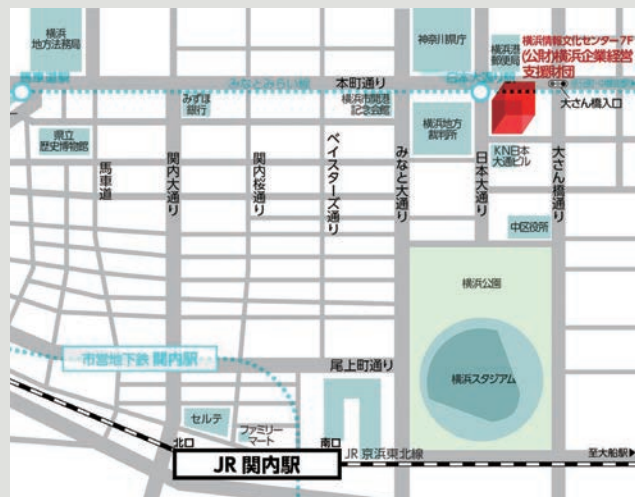 横浜
地方法務局
神奈川県庁
横浜港
郵便局
横浜情報文化センター7F
(公財)横浜企業経営
支援財団
馬車道駅
みなとみらい線
本町通り
日本大通り駅
大さん橋入口
みずほ
銀行
横浜市開港
記念会館
横浜地方
裁判所
KN日本
大通ビル
県立
歴史博物館
馬車道
関内大通り
関内桜通り
ベイスターズ通り
みなと大通り
日本大通り
大さん橋通り
中区役所
横浜公園
横浜スタジアム
市営地下鉄 関内駅
尾上町通り
セルテ
ファミリー
マート
北口
南口
JR 関内駅
JR 京浜東北線
至大船駅▶